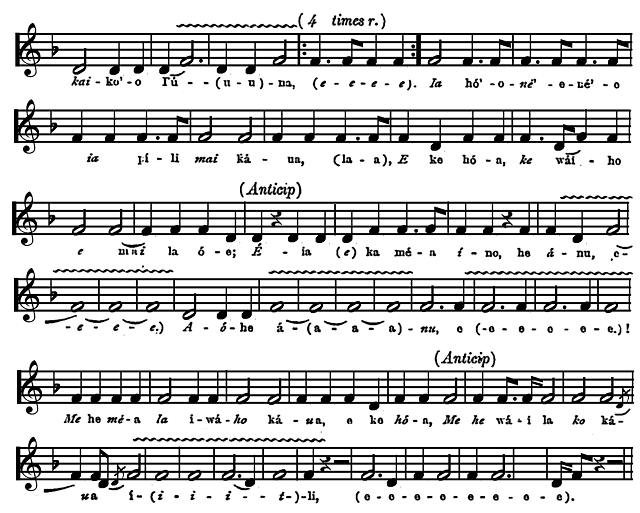 ( 4 times r.)
kai-ko'-o Lū--(u-u)-na, (e-e-e-e). Ia hó'-o-né'-e-né'-e
ia pí-li mai ká-ua, (la-a), E ke hó-a, ke wái-ho
(Anticip)
e mai la ó-e; É-ia (e) ka mé-a í-no, he á-nu, e-
-e-e-e.) A-ó-he á-(a-a-a)-nu, e (-e-e-e-e-e.)!
(Anticip)
Me he mé-a la i-wá-ho ká-ua, e ke hó-a, Me he wá-i la ko ká-
ua í-(i-i-i-t)-li, (e-e-e-e-e-e-e-e).